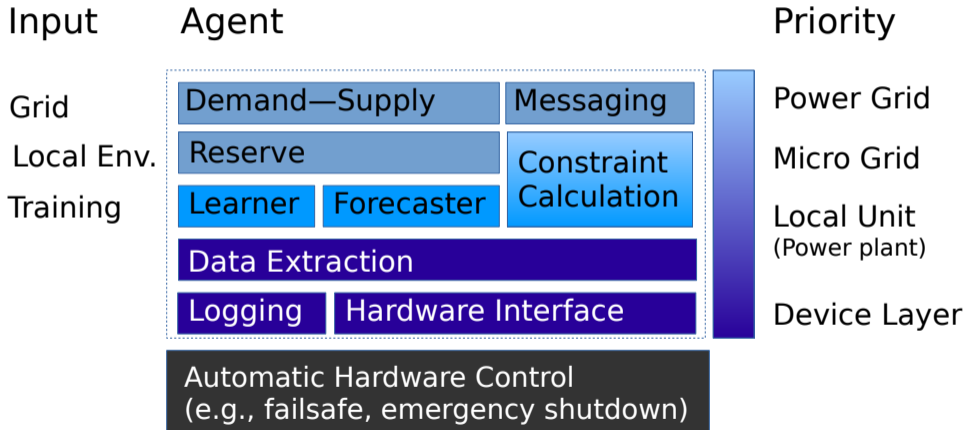 Input Agent Priority
Grid Demand—Supply Messaging Power Grid
Local Env. Reserve Constraint Calculation Micro Grid
Training Learner Forecaster Local Unit
(Power plant)
Data Extraction
Logging Hardware Interface Device Layer
Automatic Hardware Control
(e.g., failsafe, emergency shutdown)